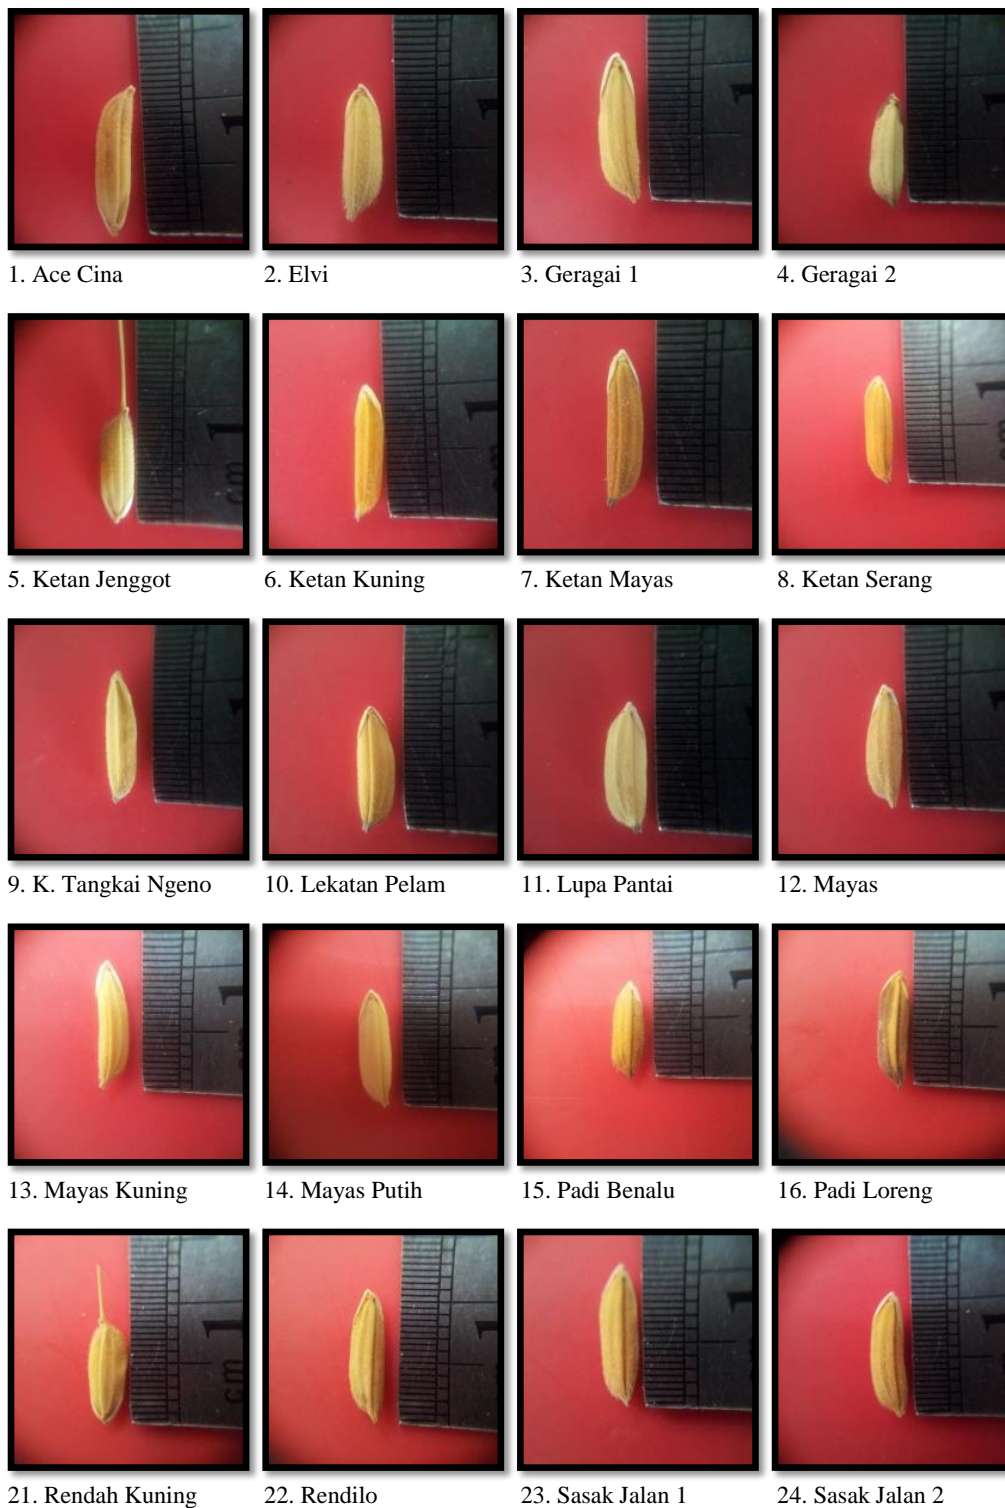 1. Ace Cina
2. Elvi
3. Geragai 1
4. Geragai 2
5. Ketan Jenggot
6. Ketan Kuning
7. Ketan Mayas
8. Ketan Serang
9. K. Tangkai Ngeno
10. Lekatan Pelam
11. Lupa Pantai
12. Mayas
13. Mayas Kuning
14. Mayas Putih
15. Padi Benalu
16. Padi Loreng
21. Rendah Kuning
22. Rendilo
23. Sasak Jalan 1
24. Sasak Jalan 2